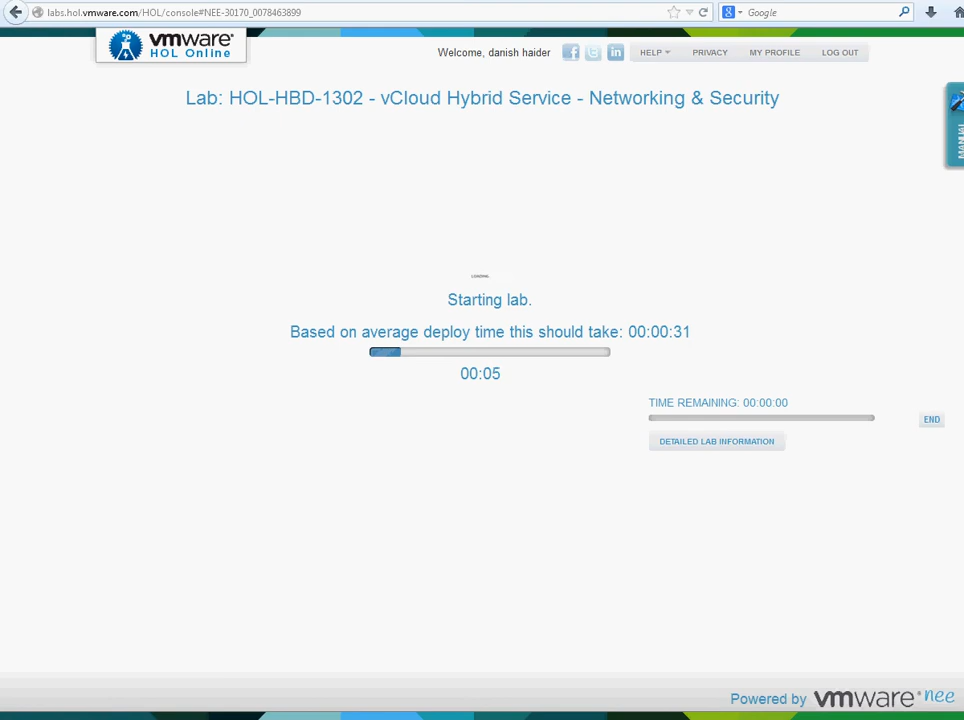 labs.hol.vmware.com/HOL/console#NEE-30170_0078463899
Google
vmware
HOL Online
Welcome, danish haider
HELP
PRIVACY
MY PROFILE
LOG OUT
Lab: HOL-HBD-1302 - vCloud Hybrid Service - Networking & Security
MANUAL
LOADING
Starting lab.
Based on average deploy time this should take: 00:00:31
00:05
TIME REMAINING: 00:00:00
END
DETAILED LAB INFORMATION
Powered by vmware nee